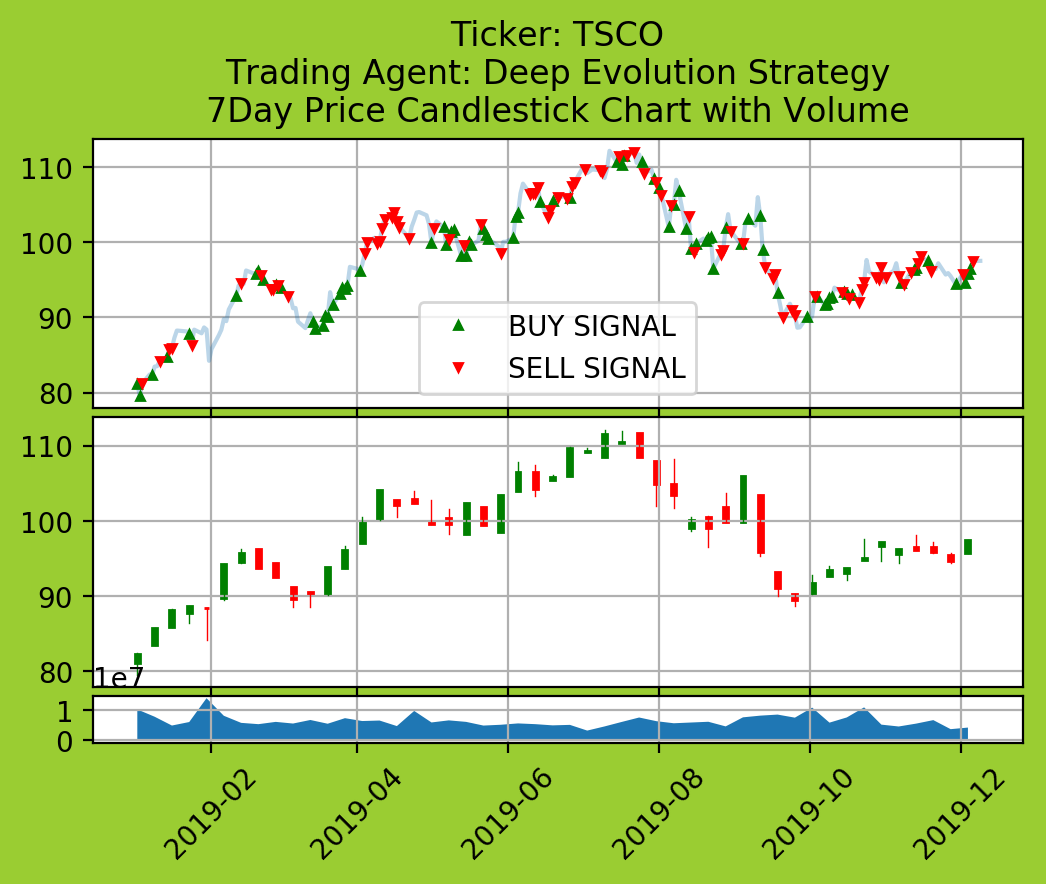 Ticker: TSCO
Trading Agent: Deep Evolution Strategy
7Day Price Candlestick Chart with Volume
110
100
90
80
BUY SIGNAL
SELL SIGNAL
110
100
90
80
1e7
1
0
2019-02
2019-04
2019-06
2019-08
2019-10
2019-12